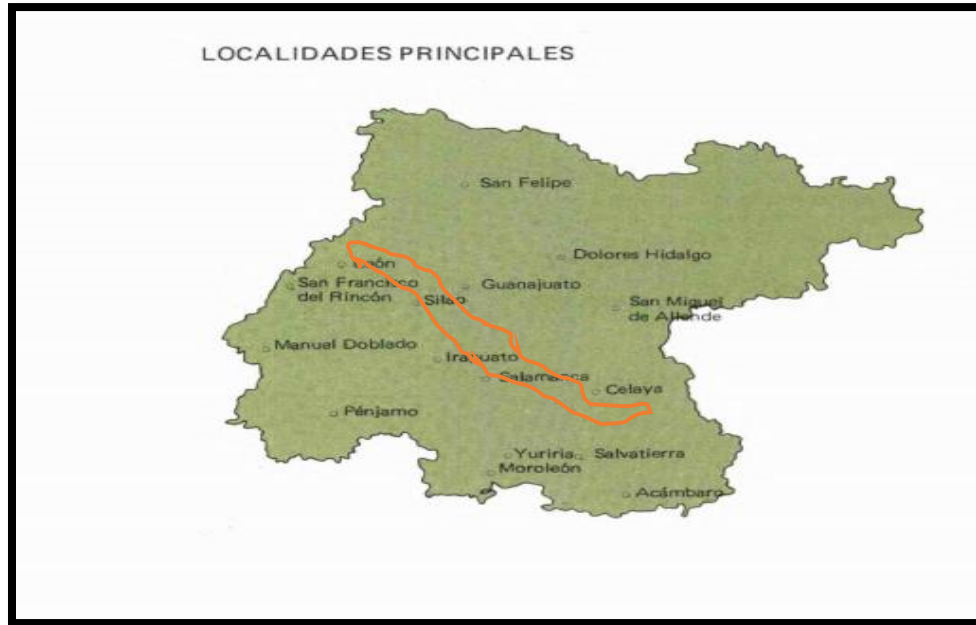 LOCALIDADES PRINCIPALES
San Felipe
Dolores Hidalgo
León
San Francisco
del Rincón
Silao
Guanajuato
San Miguel
de Allende
Manuel Doblado
Irapuato
Salamanca
Celaya
Pénjamo
Yuriria
Salvatierra
Moroleón
Acámbaro